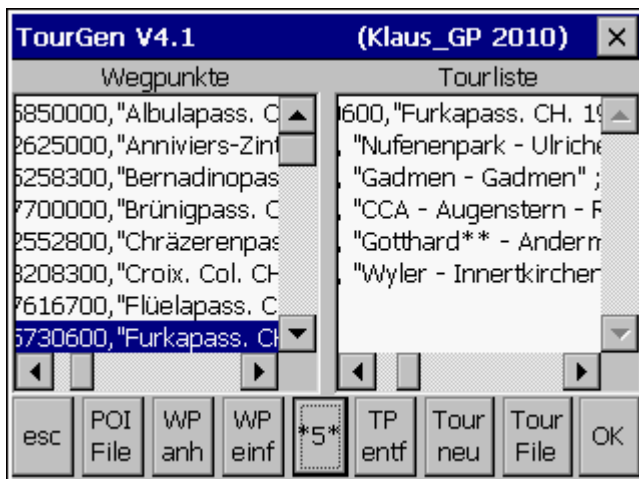 TourGen V4.1 (Klaus_GP 2010)
Wegpunkte
Tourliste
5850000,"Albulapass. C
2625000,"Anniviers-Zin
5258300,"Bernadinopas
7700000,"Brünigpass. C
2552800,"Chräzerenpas
3208300,"Croix. Col. CH
7616700,"Flüelapass. C
5730600,"Furkapass. CH
600,"Furkapass. CH. 19
, "Nufenenpark - Ulriche
, "Gadmen - Gadmen" ;
, "CCA - Augenstern - F
, "Gotthard** - Anderm
, "Wyler - Innertkirchen
esc
POI File
WP anh
WP einf
*5*
TP entf
Tour neu
Tour File
OK